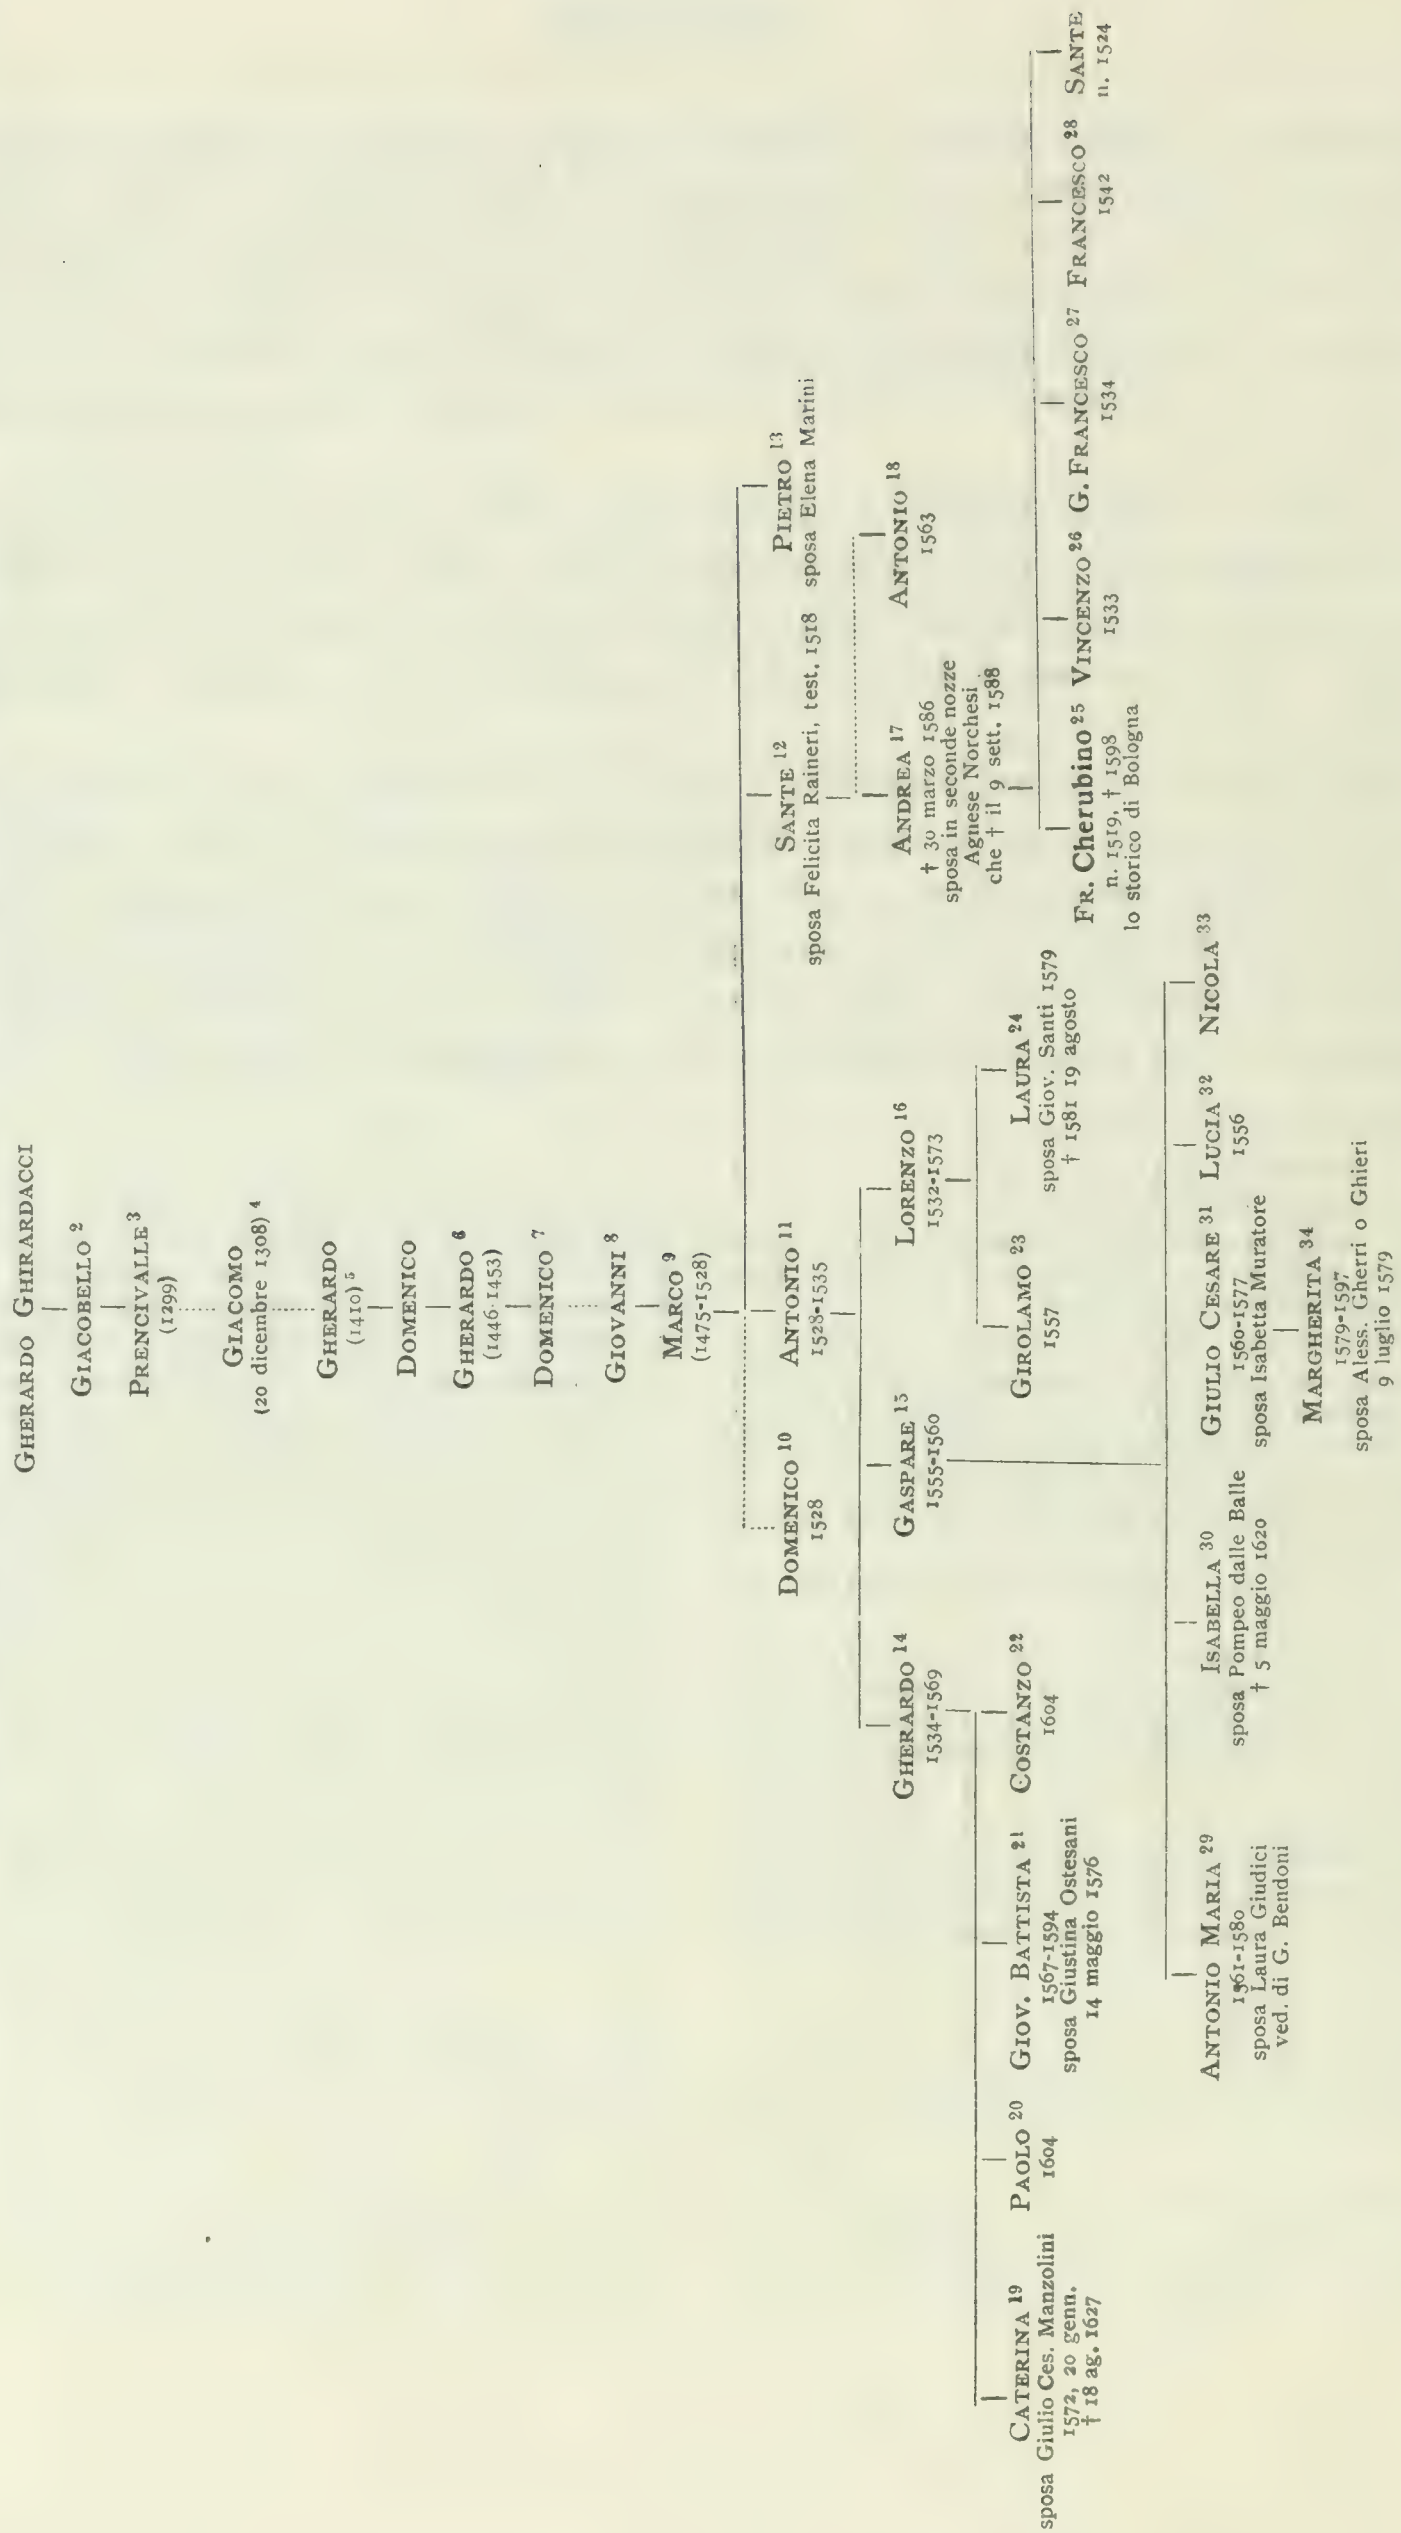 GHERARDO GHIRARDACCI
GIACOBELLO 2
PRENCIVALLE 3
(1299)
GIACOMO
(20 dicembre 1308) 4
GHERARDO
(1410) 5
DOMENICO
GHERARDO 6
(1446-1453)
DOMENICO 7
GIOVANNI 8
MARCO 9
(1475-1528)
DOMENICO 10
1528
ANTONIO 11
1528-1535
SANTE 12
sposa Felicita Raineri, test. 1518
PIETRO 13
sposa Elena Marini
GHERARDO 14
1534-1569
GASPARE 15
1555-1560
LORENZO 16
1532-1573
ANDREA 17
† 30 marzo 1586
sposa in seconde nozze
Agnese Norchesi
che † il 9 sett. 1588
ANTONIO 18
1563
CATERINA 19
sposa Giulio Ces. Manzolini
1572, 20 genn.
† 18 ag. 1627
PAOLO 20
1604
GIOV. BATTISTA 21
1567-1594
sposa Giustina Ostesani
14 maggio 1576
COSTANZO 22
1604
GIROLAMO 23
1557
LAURA 24
sposa Giov. Santi 1579
† 1581 19 agosto
FR. Cherubino 25
n. 1519, † 1598
lo storico di Bologna
VINCENZO 26
1533
G. FRANCESCO 27
1534
FRANCESCO 28
1542
SANTE
n. 1524
ANTONIO MARIA 29
1561-1580
sposa Laura Giudici
ved. di G. Bendoni
ISABELLA 30
sposa Pompeo dalle Balle
† 5 maggio 1620
GIULIO CESARE 31
1560-1577
sposa Isabetta Muratore
LUCIA 32
1556
NICOLA 33
MARGHERITA 34
1579-1597
sposa Aless. Gherri o Ghieri
9 luglio 1579